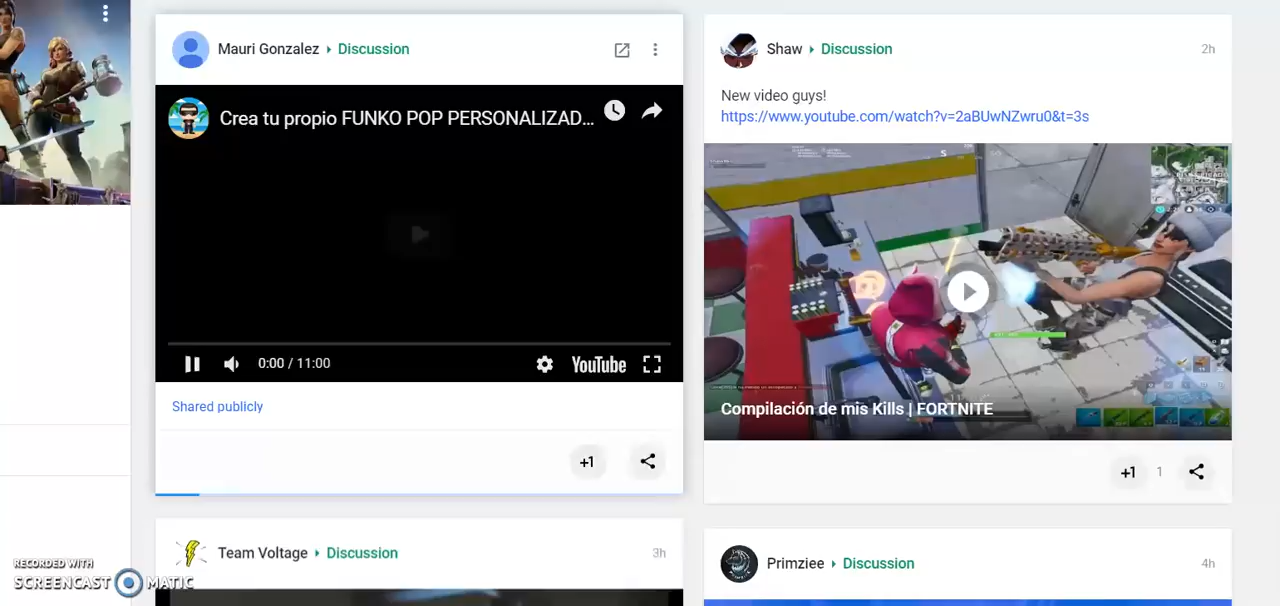 Mauri Gonzalez ▸ Discussion
Crea tu propio FUNKO POP PERSONALIZAD...
0:00 / 11:00
YouTube
Shared publicly
+1
Team Voltage ▸ Discussion
3h
Shaw ▸ Discussion
2h
New video guys!
https://www.youtube.com/watch?v=2aBUwNZwru0&t=3s
Compilación de mis Kills | FORTNITE
+1 1
Primziee ▸ Discussion
4h
RECORDED WITH
SCREENCAST MATIC